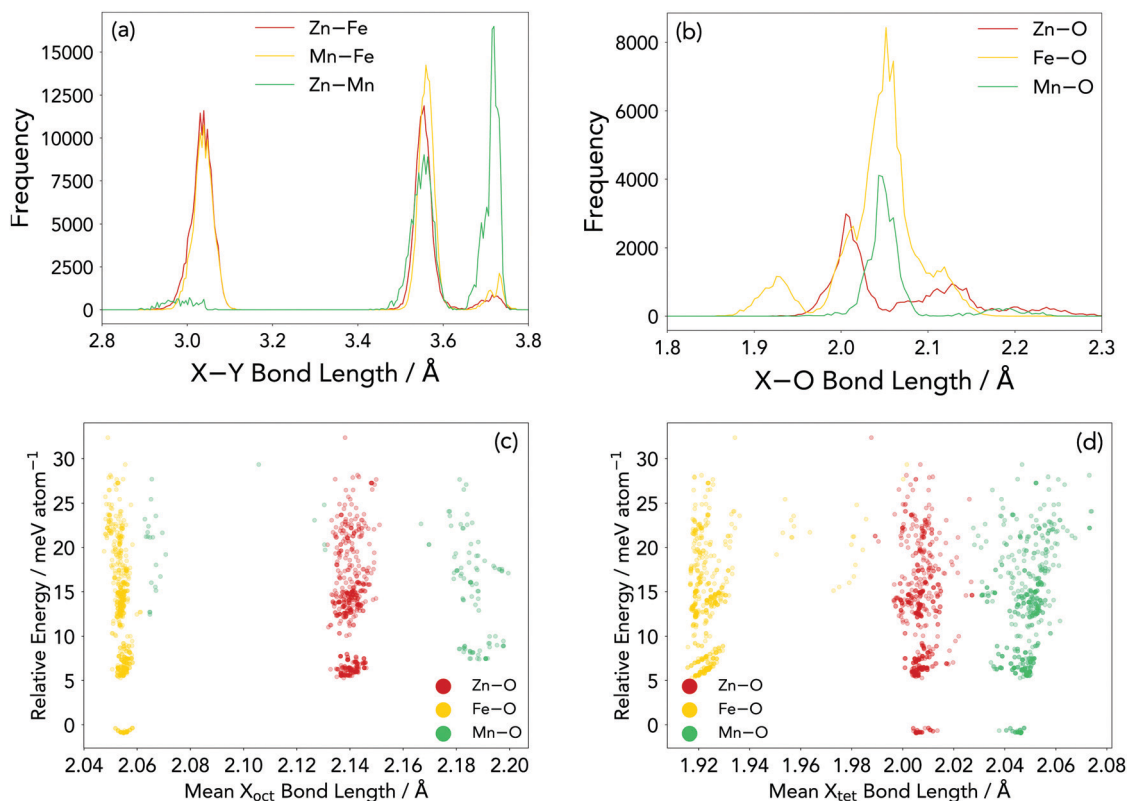 (a)
Zn–Fe
Mn–Fe
Zn–Mn
15000
12500
10000
7500
5000
2500
0
Frequency
2.8 3.0 3.2 3.4 3.6 3.8
X–Y Bond Length / Å
(b)
Zn–O
Fe–O
Mn–O
8000
6000
4000
2000
0
Frequency
1.8 1.9 2.0 2.1 2.2 2.3
X–O Bond Length / Å
(c)
30
25
20
15
10
5
0
Relative Energy / meV atom⁻¹
Zn–O
Fe–O
Mn–O
2.04 2.06 2.08 2.10 2.12 2.14 2.16 2.18 2.20
Mean Xoct Bond Length / Å
(d)
30
25
20
15
10
5
0
Relative Energy / meV atom⁻¹
Zn–O
Fe–O
Mn–O
1.92 1.94 1.96 1.98 2.00 2.02 2.04 2.06 2.08
Mean Xtet Bond Length / Å